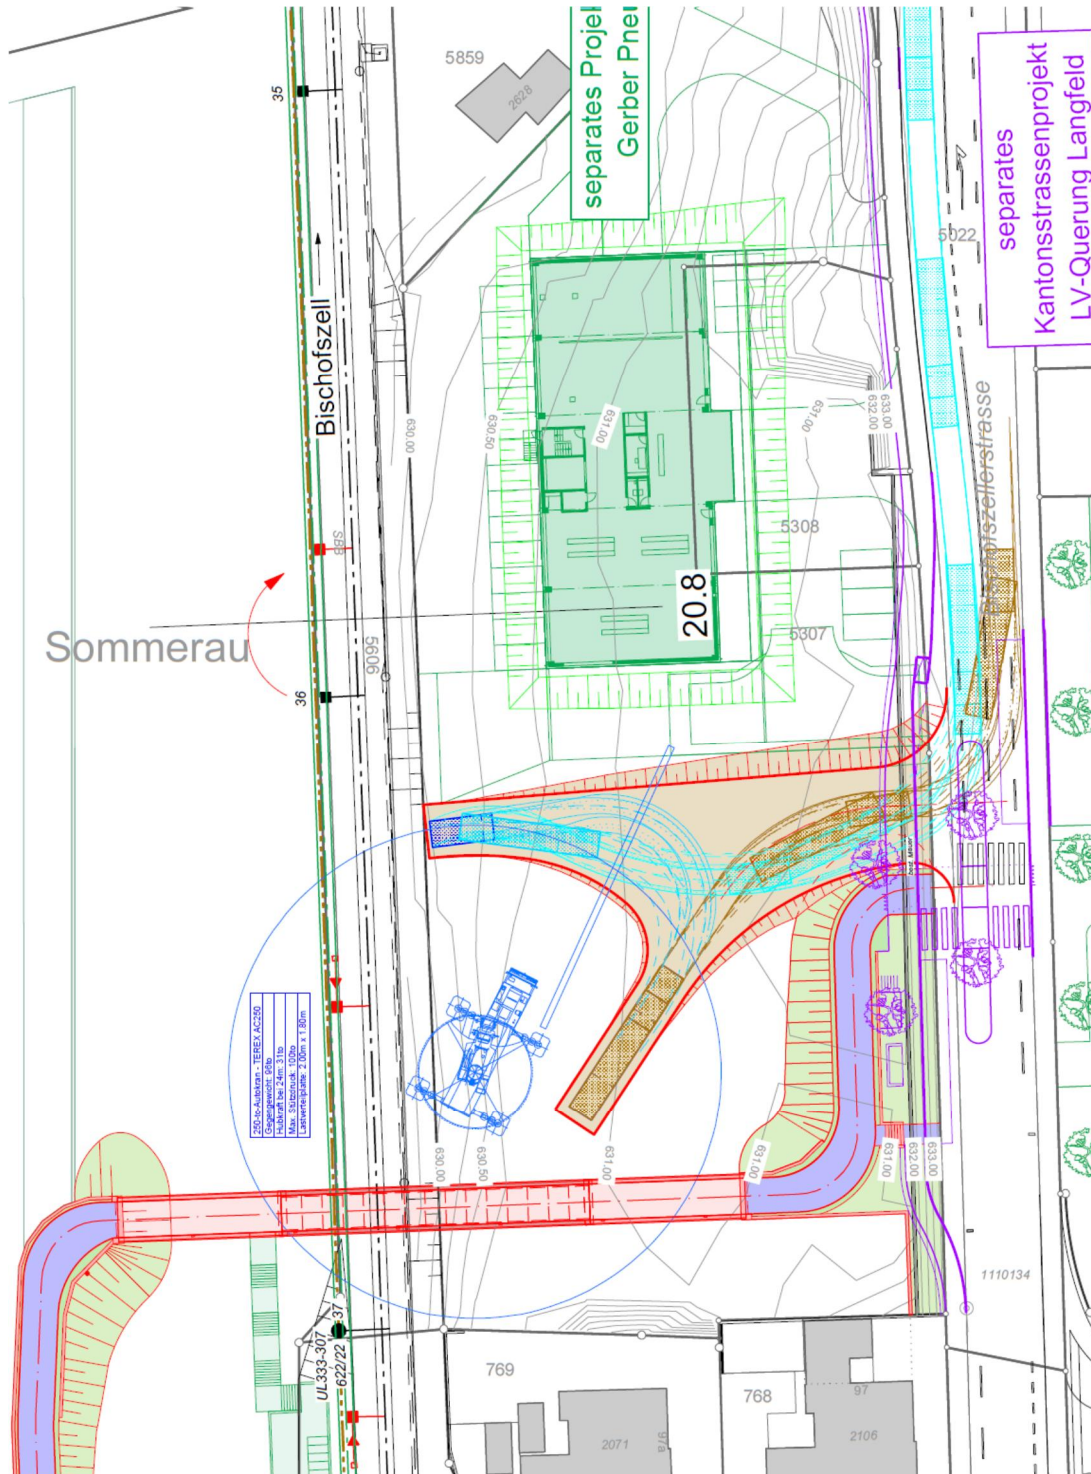 separates Projek
Gerber Pneu
separates
Kantonsstrassenprojekt
LV-Querung Langfeld
5859
2628
35
Bischofszell
5022
630.00
630.50
631.00
631.00
632.00
633.00
SBB
5308
Bischofszellerstrasse
20.8
5307
Sommerau
5606
36
250-to-Autokran - TEREX AC250
Gegengewicht: 96to
Hubkraft bei 24m: 31to
Max. Stützdruck: 100to
Lastverteilplatte: 2.00m x 1.80m
630.00
630.50
631.00
631.00
631.00
632.00
633.00
1110134
37
UL333-307
622/22
769
768
97
2071
97a
2106